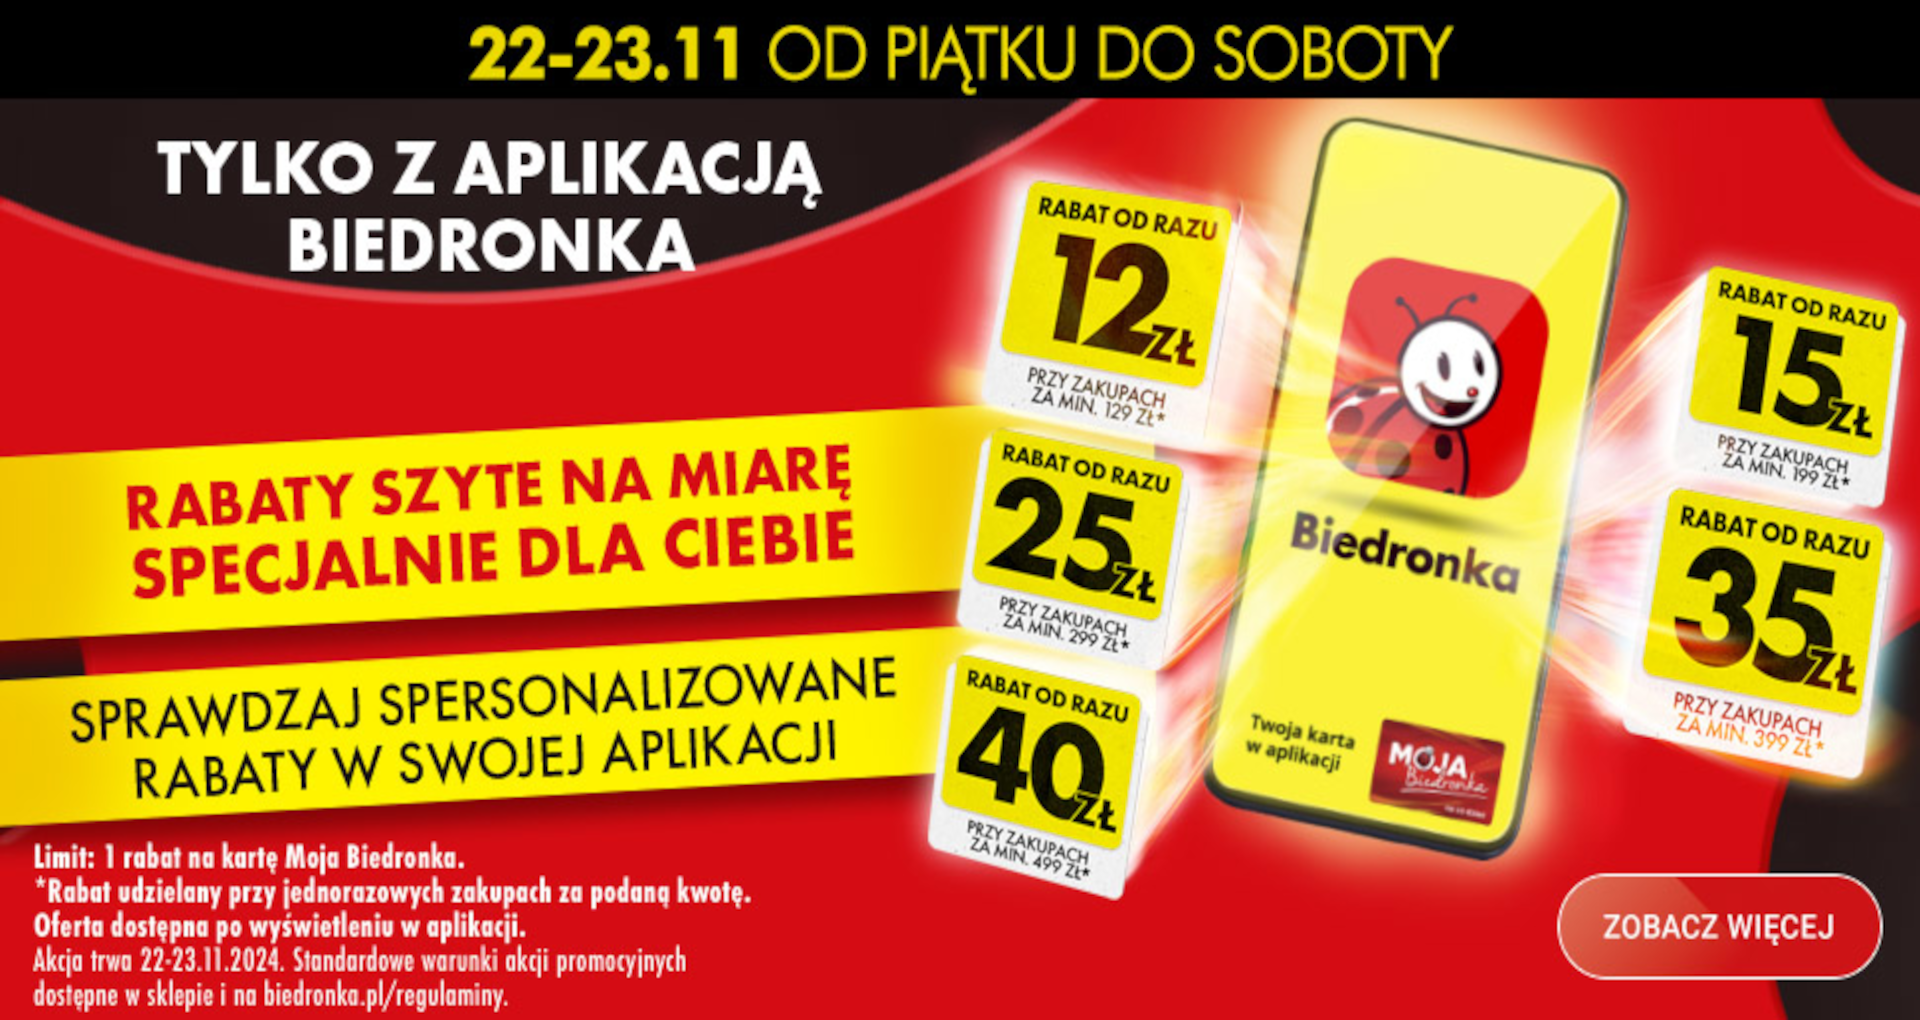 22-23.11 OD PIĄTKU DO SOBOTY
TYLKO Z APLIKACJĄ
BIEDRONKA
RABATY SZYTE NA MIARĘ
SPECJALNIE DLA CIEBIE
SPRAWDZAJ SPERSONALIZOWANE
RABATY W SWOJEJ APLIKACJI
Limit: 1 rabat na kartę Moja Biedronka.
*Rabat udzielany przy jednorazowych zakupach za podaną kwotę.
Oferta dostępna po wyświetleniu w aplikacji.
Akcja trwa 22-23.11.2024. Standardowe warunki akcji promocyjnych
dostępne w sklepie i na biedronka.pl/regulaminy.
RABAT OD RAZU
12 ZŁ
PRZY ZAKUPACH
ZA MIN. 129 ZŁ*
RABAT OD RAZU
25 ZŁ
PRZY ZAKUPACH
ZA MIN. 299 ZŁ*
RABAT OD RAZU
40 ZŁ
PRZY ZAKUPACH
ZA MIN. 499 ZŁ*
Biedronka
Twoja karta
w aplikacji
MOJA
Biedronka
RABAT OD RAZU
15 ZŁ
PRZY ZAKUPACH
ZA MIN. 199 ZŁ*
RABAT OD RAZU
35 ZŁ
PRZY ZAKUPACH
ZA MIN. 399 ZŁ*
ZOBACZ WIĘCEJ